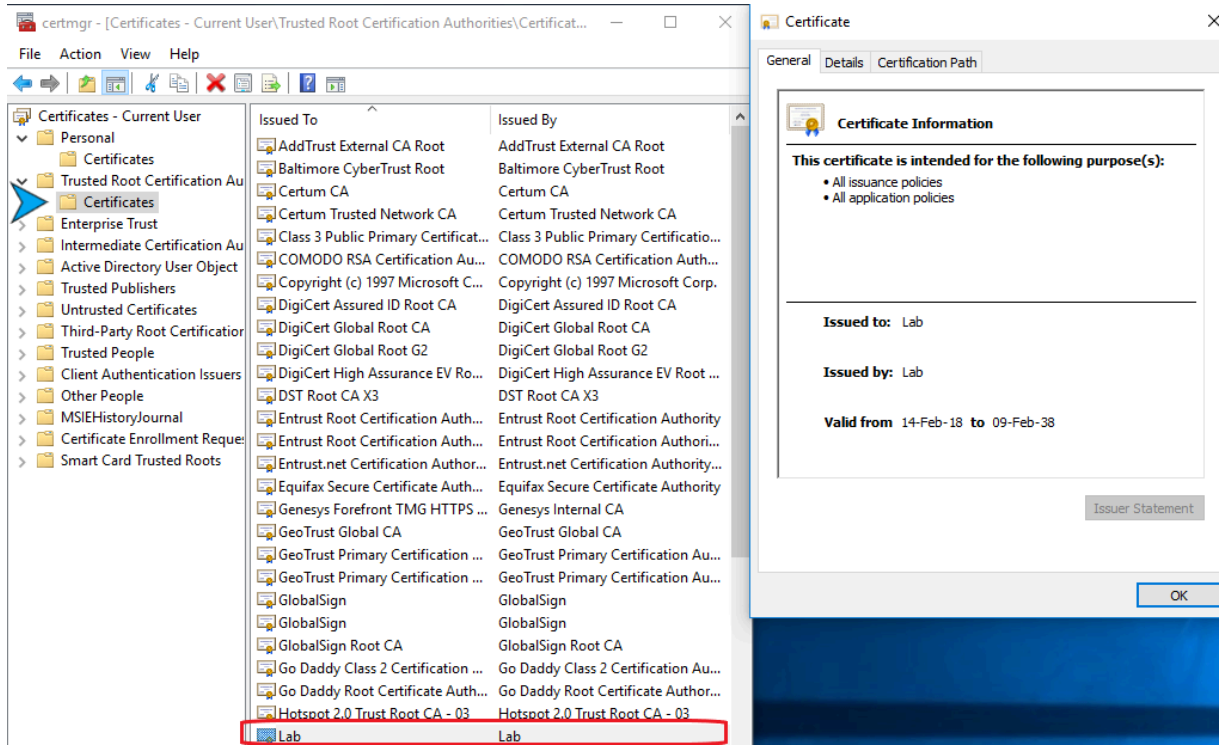 certmgr - [Certificates - Current User\Trusted Root Certification Authorities\Certificat...
File Action View Help
Certificates - Current User
Personal
Certificates
Trusted Root Certification Au
Certificates
Enterprise Trust
Intermediate Certification Au
Active Directory User Object
Trusted Publishers
Untrusted Certificates
Third-Party Root Certification
Trusted People
Client Authentication Issuers
Other People
MSIEHistoryJournal
Certificate Enrollment Reques
Smart Card Trusted Roots
Issued To Issued By
AddTrust External CA Root AddTrust External CA Root
Baltimore CyberTrust Root Baltimore CyberTrust Root
Certum CA Certum CA
Certum Trusted Network CA Certum Trusted Network CA
Class 3 Public Primary Certificat... Class 3 Public Primary Certificatio...
COMODO RSA Certification Au... COMODO RSA Certification Auth...
Copyright (c) 1997 Microsoft C... Copyright (c) 1997 Microsoft Corp.
DigiCert Assured ID Root CA DigiCert Assured ID Root CA
DigiCert Global Root CA DigiCert Global Root CA
DigiCert Global Root G2 DigiCert Global Root G2
DigiCert High Assurance EV Ro... DigiCert High Assurance EV Root ...
DST Root CA X3 DST Root CA X3
Entrust Root Certification Auth... Entrust Root Certification Authority
Entrust Root Certification Auth... Entrust Root Certification Authori...
Entrust.net Certification Author... Entrust.net Certification Authority...
Equifax Secure Certificate Auth... Equifax Secure Certificate Authority
Genesys Forefront TMG HTTPS ... Genesys Internal CA
GeoTrust Global CA GeoTrust Global CA
GeoTrust Primary Certification ... GeoTrust Primary Certification Au...
GeoTrust Primary Certification ... GeoTrust Primary Certification Au...
GlobalSign GlobalSign
GlobalSign GlobalSign
GlobalSign Root CA GlobalSign Root CA
Go Daddy Class 2 Certification ... Go Daddy Class 2 Certification Au...
Go Daddy Root Certificate Auth... Go Daddy Root Certificate Author...
Hotspot 2.0 Trust Root CA - 03 Hotspot 2.0 Trust Root CA - 03
Lab Lab
Certificate
General Details Certification Path
Certificate Information
This certificate is intended for the following purpose(s):
• All issuance policies
• All application policies
Issued to: Lab
Issued by: Lab
Valid from 14-Feb-18 to 09-Feb-38
Issuer Statement
OK